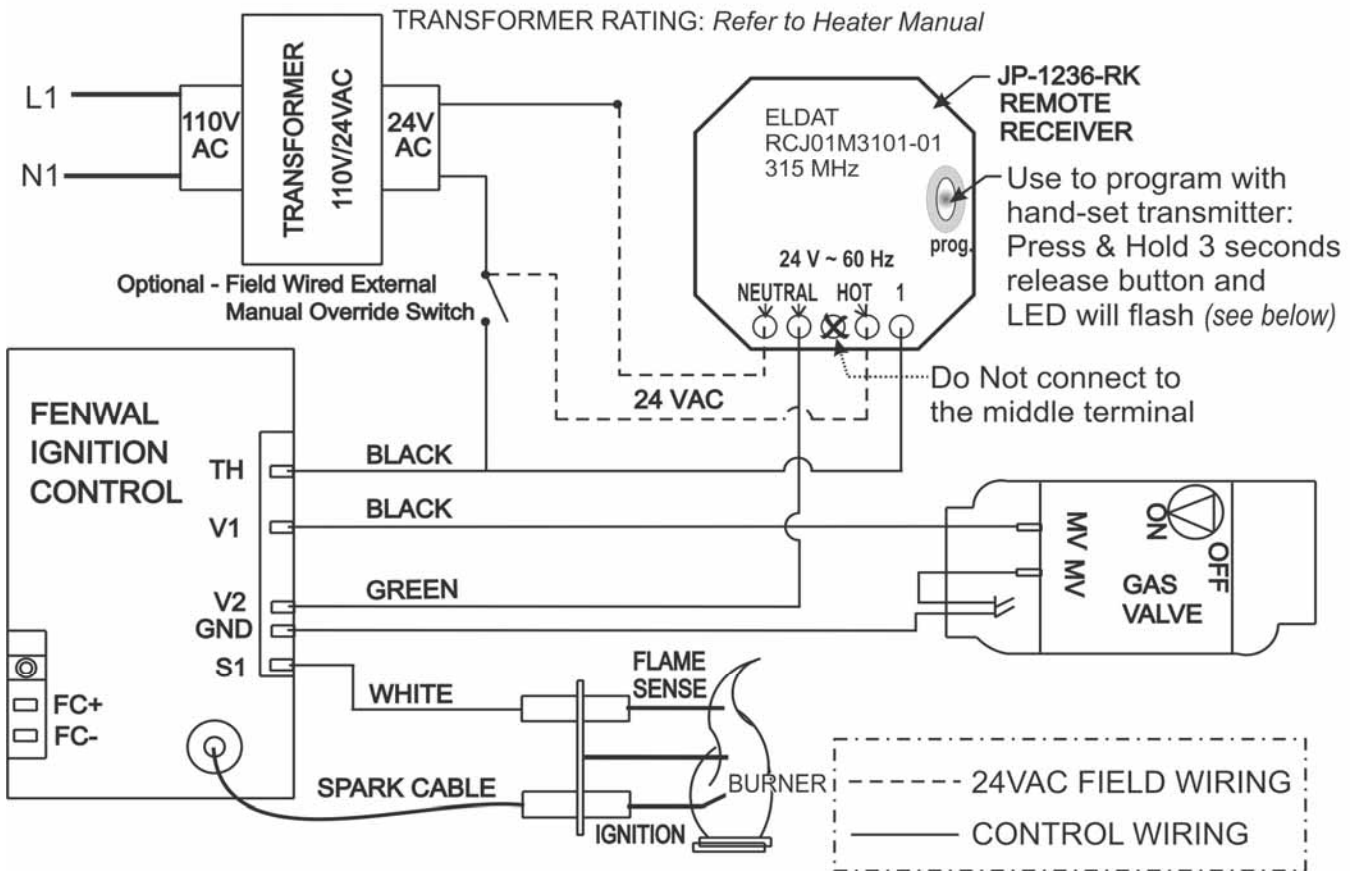 TRANSFORMER RATING: Refer to Heater Manual
L1
N1
110V
AC
TRANSFORMER
110V/24VAC
24V
AC
JP-1236-RK
REMOTE
RECEIVER
ELDAT
RCJ01M3101-01
315 MHz
prog.
24 V ~ 60 Hz
NEUTRAL HOT 1
Use to program with
hand-set transmitter:
Press & Hold 3 seconds
release button and
LED will flash (see below)
Optional - Field Wired External
Manual Override Switch
24 VAC
Do Not connect to
the middle terminal
FENWAL
IGNITION
CONTROL
TH
V1
V2
GND
S1
FC+
FC-
BLACK
BLACK
GREEN
WHITE
SPARK CABLE
FLAME
SENSE
IGNITION
BURNER
MV MV
ON
OFF
GAS
VALVE
24VAC FIELD WIRING
CONTROL WIRING